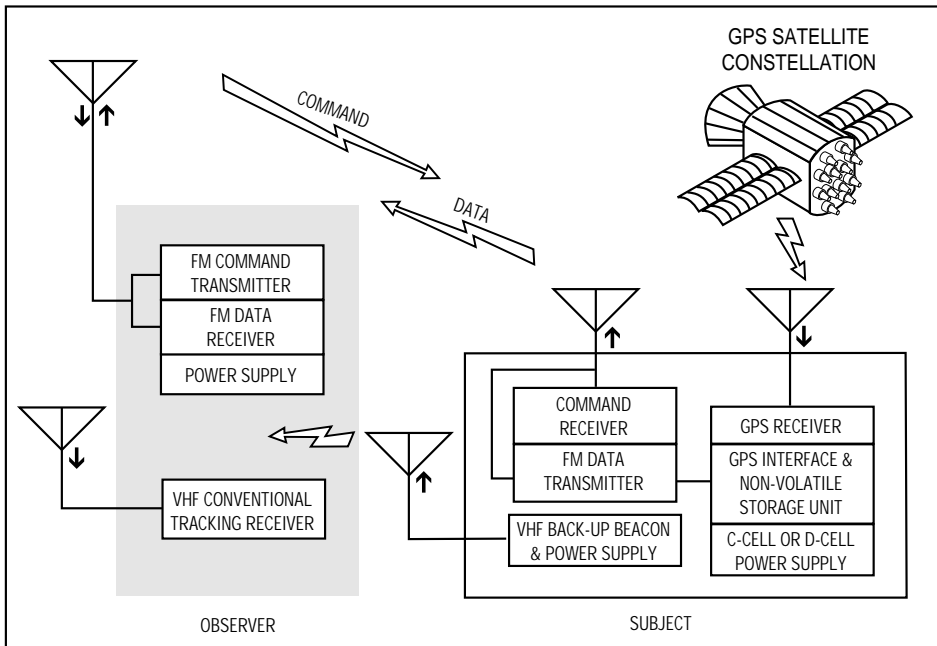 GPS SATELLITE
CONSTELLATION
COMMAND
DATA
FM COMMAND
TRANSMITTER
FM DATA
RECEIVER
POWER SUPPLY
VHF CONVENTIONAL
TRACKING RECEIVER
OBSERVER
COMMAND
RECEIVER
FM DATA
TRANSMITTER
VHF BACK-UP BEACON
& POWER SUPPLY
GPS RECEIVER
GPS INTERFACE &
NON-VOLATILE
STORAGE UNIT
C-CELL OR D-CELL
POWER SUPPLY
SUBJECT